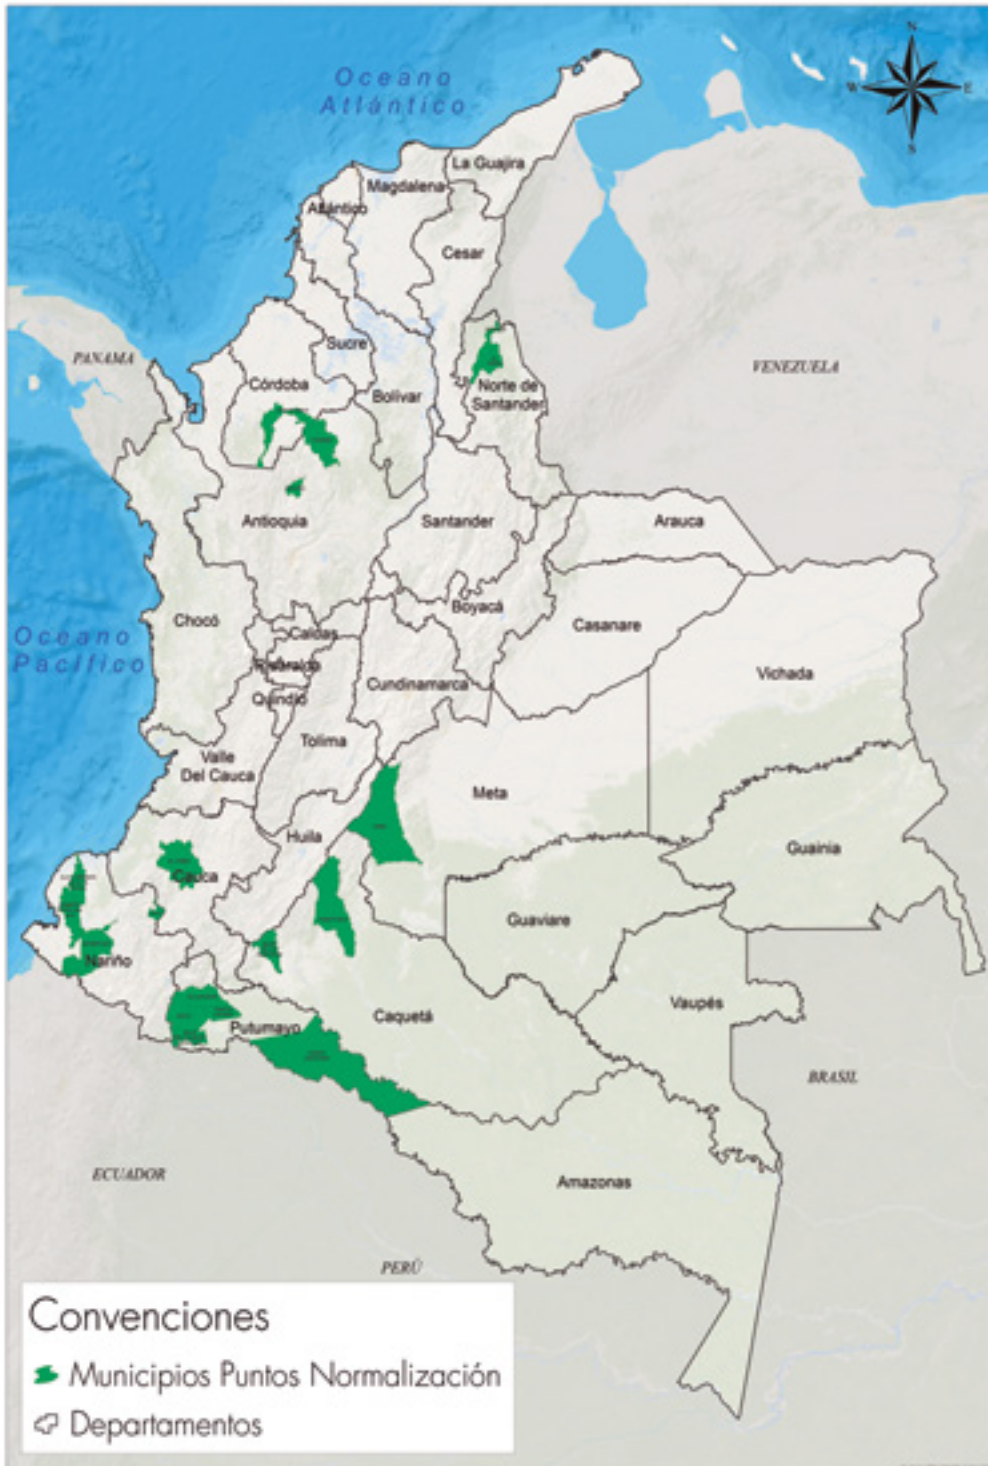 N
W
E
S
Oceano
Atlántico
La Guajira
Magdalena
Atlántico
Cesar
Sucre
PANAMA
VENEZUELA
Córdoba
Bolívar
Norte de
Santander
Antioquia
Santander
Arauca
Chocó
Boyacá
Casanare
Caldas
Oceano
Pacífico
Risaralda
Cundinamarca
Vichada
Quindio
Tolima
Valle
Del Cauca
Meta
Huila
Guainia
Cauca
Guaviare
Nariño
Vaupés
Caquetá
Putumayo
BRASIL
ECUADOR
Amazonas
PERÚ
Convenciones
Municipios Puntos Normalización
Departamentos